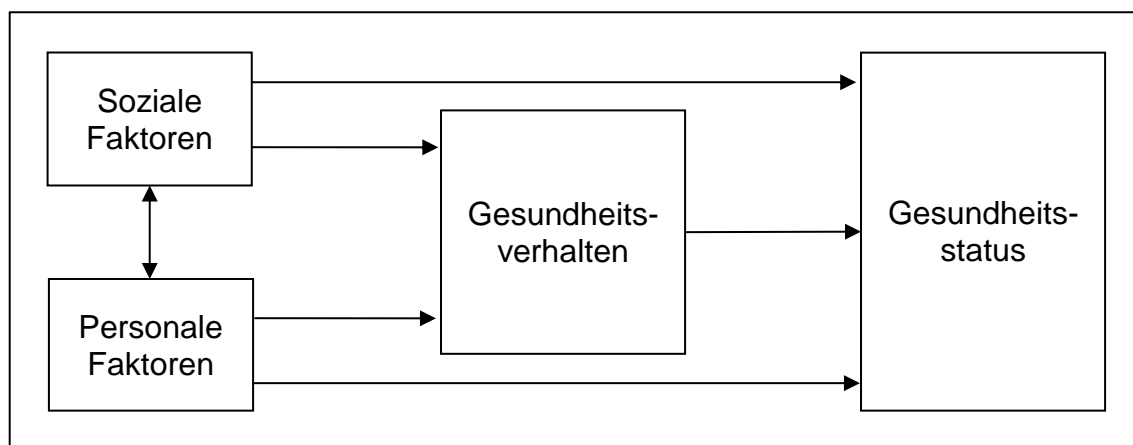 Soziale
Faktoren
Gesundheits-
verhalten
Gesundheits-
status
Personale
Faktoren